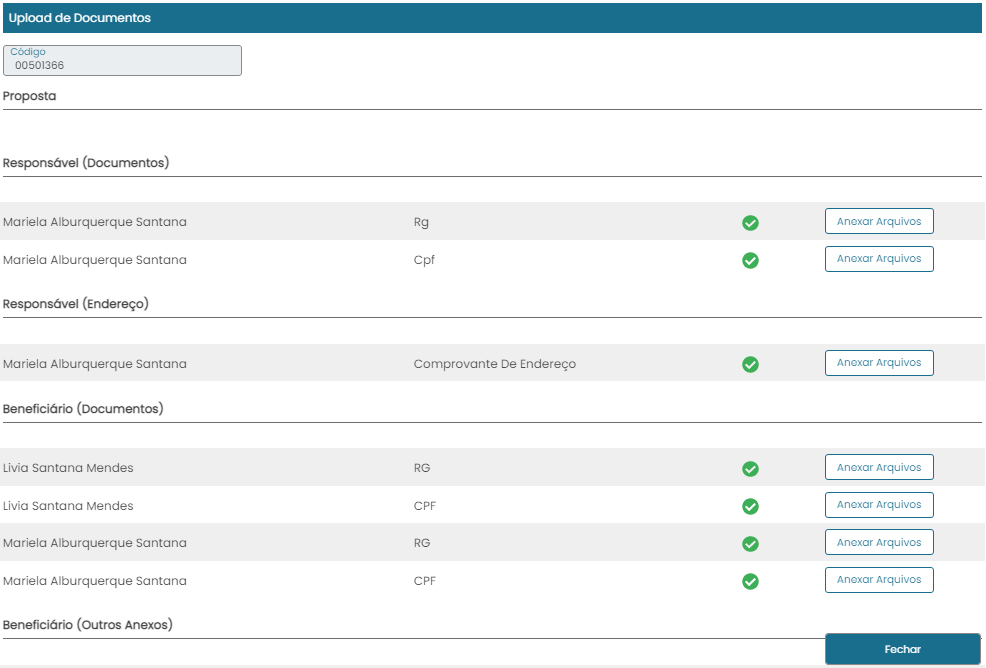 Upload de Documentos
Código
00501366
Proposta
Responsável (Documentos)
Mariela Alburquerque Santana Rg Anexar Arquivos
Mariela Alburquerque Santana Cpf Anexar Arquivos
Responsável (Endereço)
Mariela Alburquerque Santana Comprovante De Endereço Anexar Arquivos
Beneficiário (Documentos)
Livia Santana Mendes RG Anexar Arquivos
Livia Santana Mendes CPF Anexar Arquivos
Mariela Alburquerque Santana RG Anexar Arquivos
Mariela Alburquerque Santana CPF Anexar Arquivos
Beneficiário (Outros Anexos)
Fechar